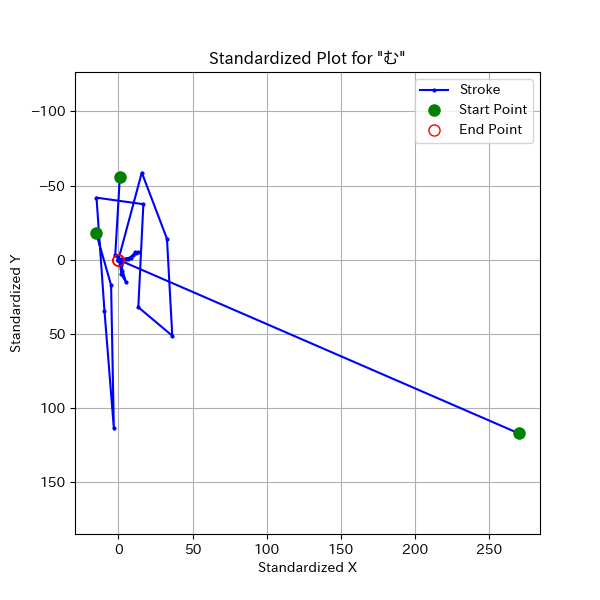 Standardized Plot for "む"
Stroke
Start Point
End Point
−100
−50
0
50
100
150
Standardized Y
0 50 100 150 200 250
Standardized X